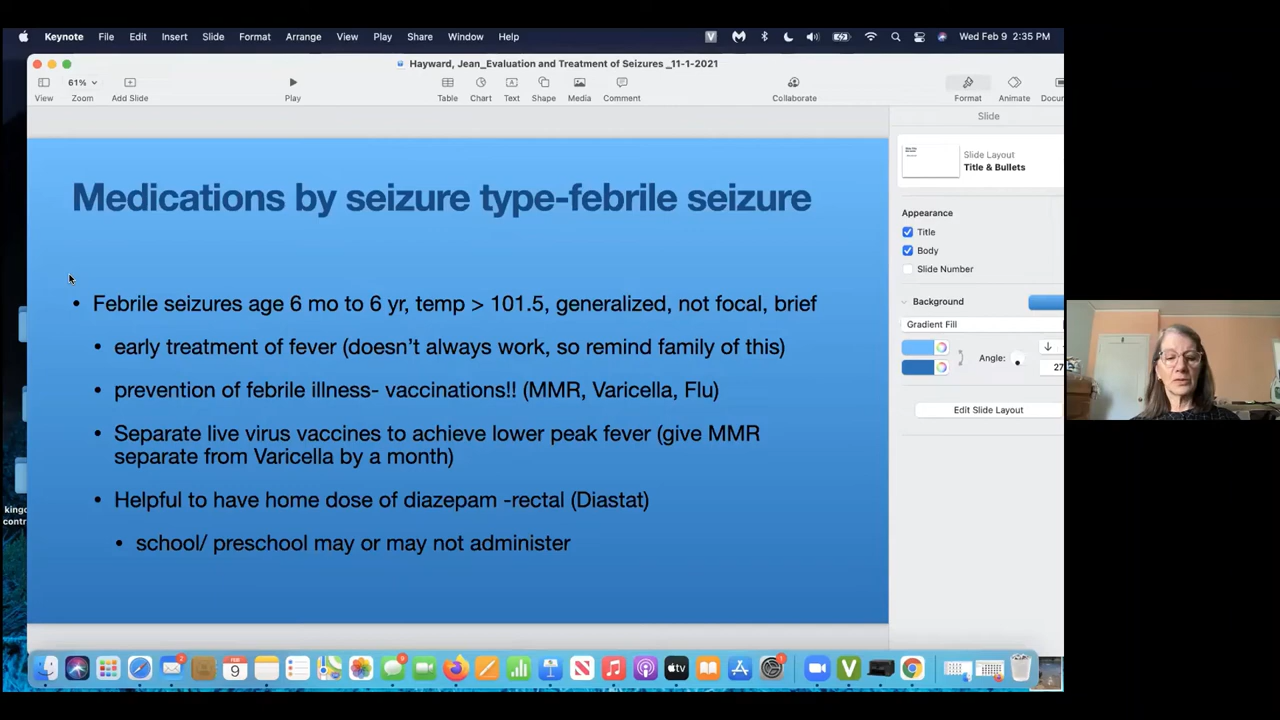 Keynote File Edit Insert Slide Format Arrange View Play Share Window Help V Wed Feb 9 2:35 PM
Hayward, Jean_Evaluation and Treatment of Seizures _11-1-2021
61%
View Zoom Add Slide Play Table Chart Text Shape Media Comment Collaborate Format Animate
Slide
Slide Layout
Title & Bullets
Medications by seizure type-febrile seizure
Appearance
Title
Body
Slide Number
Background
Gradient Fill
Angle:
27
Edit Slide Layout
• Febrile seizures age 6 mo to 6 yr, temp > 101.5, generalized, not focal, brief
• early treatment of fever (doesn't always work, so remind family of this)
• prevention of febrile illness- vaccinations!! (MMR, Varicella, Flu)
• Separate live virus vaccines to achieve lower peak fever (give MMR
separate from Varicella by a month)
• Helpful to have home dose of diazepam -rectal (Diastat)
• school/ preschool may or may not administer
FEB
9
tv
V